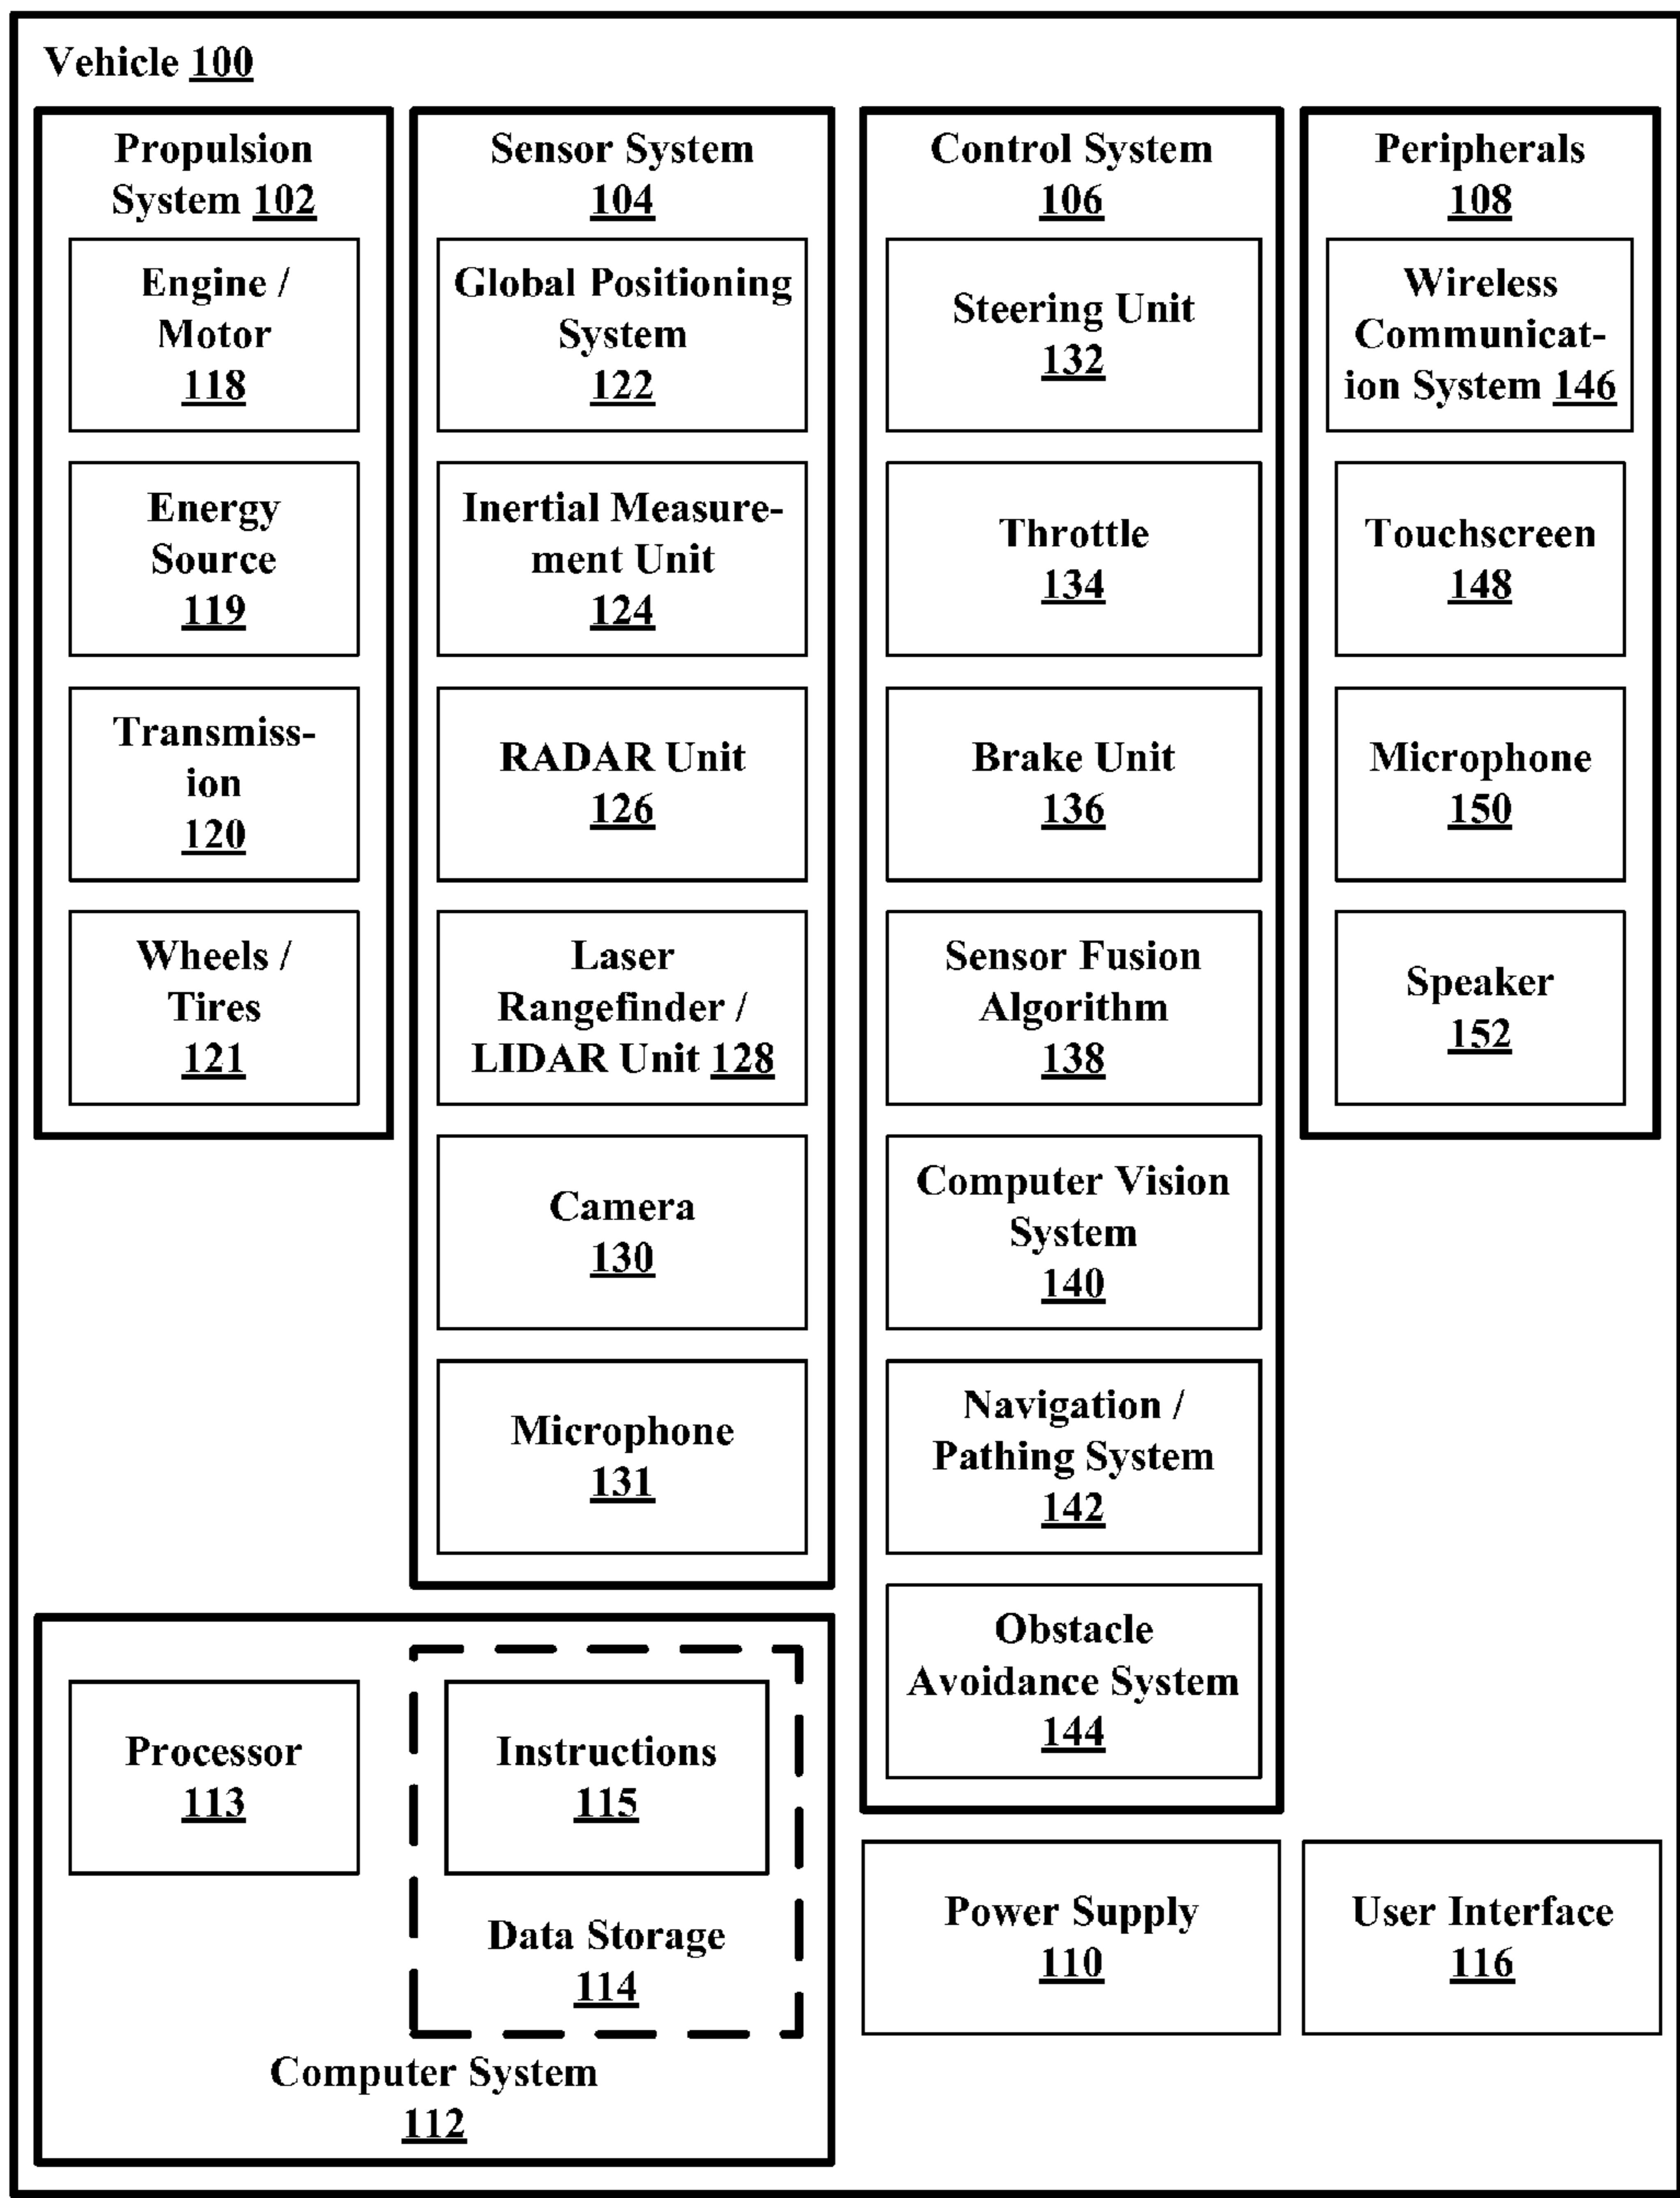 Vehicle 100
Propulsion
System 102
Engine /
Motor
118
Energy
Source
119
Transmiss-
ion
120
Wheels /
Tires
121
Sensor System
104
Global Positioning
System
122
Inertial Measure-
ment Unit
124
RADAR Unit
126
Laser
Rangefinder /
LIDAR Unit 128
Camera
130
Microphone
131
Control System
106
Steering Unit
132
Throttle
134
Brake Unit
136
Sensor Fusion
Algorithm
138
Computer Vision
System
140
Navigation /
Pathing System
142
Obstacle
Avoidance System
144
Peripherals
108
Wireless
Communicat-
ion System 146
Touchscreen
148
Microphone
150
Speaker
152
Processor
113
Instructions
115
Data Storage
114
Computer System
112
Power Supply
110
User Interface
116